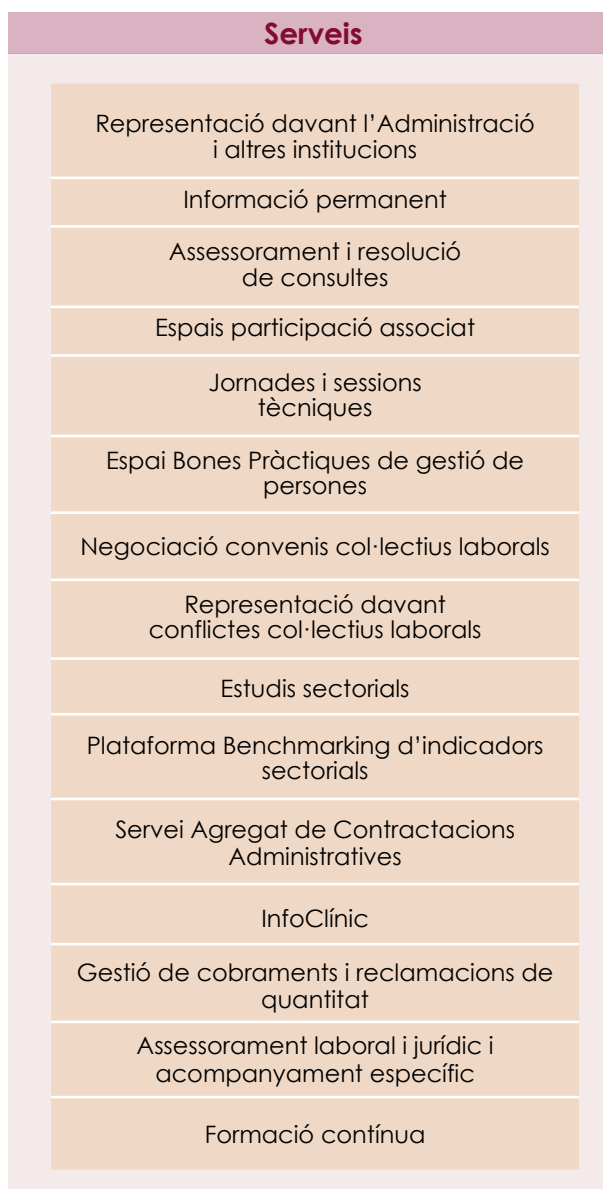 Serveis
Representació davant l’Administració
i altres institucions
Informació permanent
Assessorament i resolució
de consultes
Espais participació associat
Jornades i sessions
tècniques
Espai Bones Pràctiques de gestió de
persones
Negociació convenis col·lectius laborals
Representació davant
conflictes col·lectius laborals
Estudis sectorials
Plataforma Benchmarking d’indicadors
sectorials
Servei Agregat de Contractacions
Administratives
InfoClínic
Gestió de cobraments i reclamacions de
quantitat
Assessorament laboral i jurídic i
acompanyament específic
Formació contínua